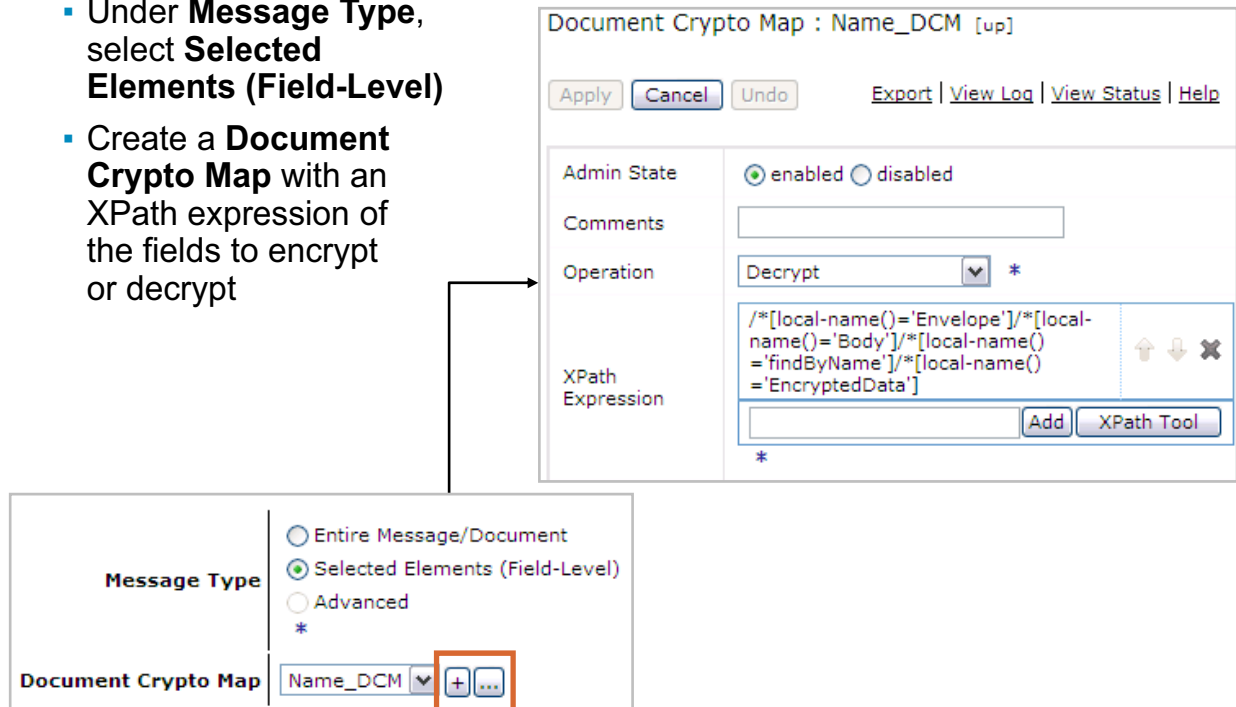 ▪ Under Message Type,
select Selected
Elements (Field-Level)
▪ Create a Document
Crypto Map with an
XPath expression of
the fields to encrypt
or decrypt
Document Crypto Map : Name_DCM [up]
Apply Cancel Undo Export | View Log | View Status | Help
Admin State enabled disabled
Comments
Operation Decrypt *
XPath
Expression
/*[local-name()='Envelope']/*[local-
name()='Body']/*[local-name()
='findByName']/*[local-name()
='EncryptedData']
Add XPath Tool
*
Message Type
Entire Message/Document
Selected Elements (Field-Level)
Advanced
*
Document Crypto Map Name_DCM + ...